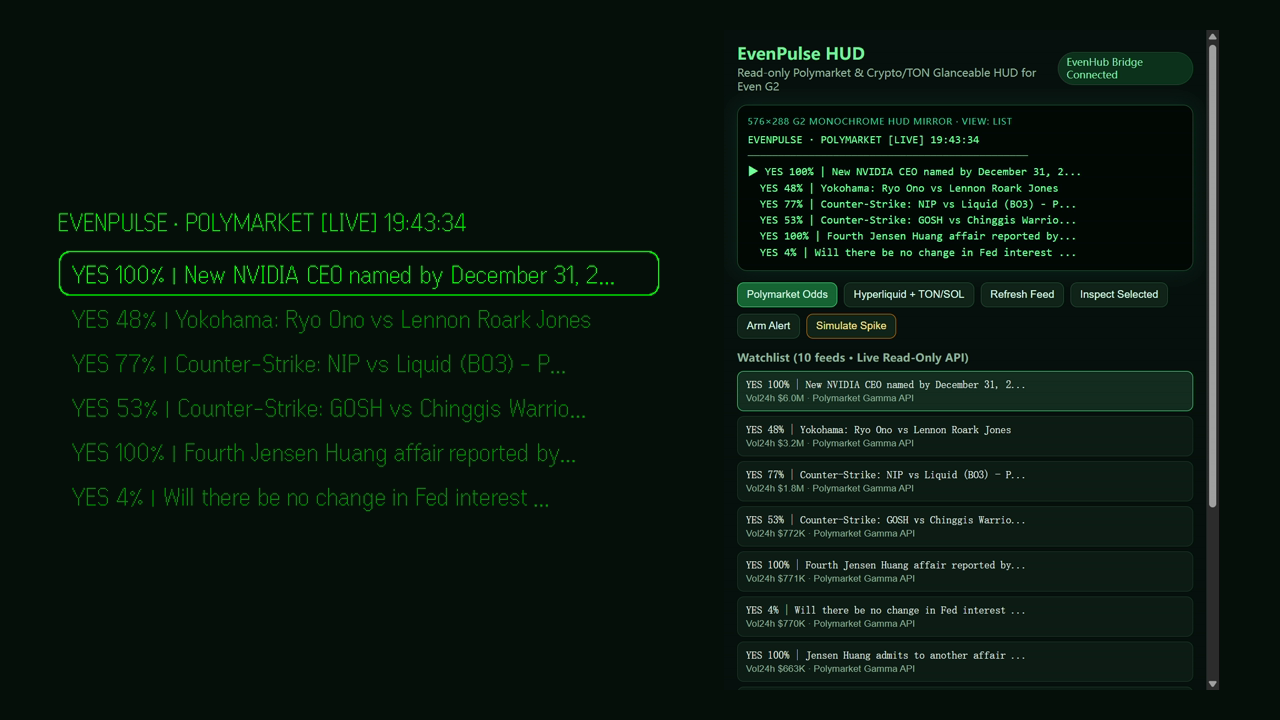 EVENPULSE · POLYMARKET [LIVE] 19:43:34
YES 100% | New NVIDIA CEO named by December 31, 2...
YES 48% | Yokohama: Ryo Ono vs Lennon Roark Jones
YES 77% | Counter-Strike: NIP vs Liquid (BO3) - P...
YES 53% | Counter-Strike: GOSH vs Chinggis Warrio...
YES 100% | Fourth Jensen Huang affair reported by...
YES 4% | Will there be no change in Fed interest ...
EvenPulse HUD
Read-only Polymarket & Crypto/TON Glanceable HUD for
Even G2
EvenHub Bridge
Connected
576×288 G2 MONOCHROME HUD MIRROR · VIEW: LIST
EVENPULSE · POLYMARKET [LIVE] 19:43:34
▶ YES 100% | New NVIDIA CEO named by December 31, 2...
YES 48% | Yokohama: Ryo Ono vs Lennon Roark Jones
YES 77% | Counter-Strike: NIP vs Liquid (BO3) - P...
YES 53% | Counter-Strike: GOSH vs Chinggis Warrio...
YES 100% | Fourth Jensen Huang affair reported by...
YES 4% | Will there be no change in Fed interest ...
Polymarket Odds
Hyperliquid + TON/SOL
Refresh Feed
Inspect Selected
Arm Alert
Simulate Spike
Watchlist (10 feeds • Live Read-Only API)
YES 100% | New NVIDIA CEO named by December 31, 2...
Vol24h $6.0M · Polymarket Gamma API
YES 48% | Yokohama: Ryo Ono vs Lennon Roark Jones
Vol24h $3.2M · Polymarket Gamma API
YES 77% | Counter-Strike: NIP vs Liquid (BO3) - P...
Vol24h $1.8M · Polymarket Gamma API
YES 53% | Counter-Strike: GOSH vs Chinggis Warrio...
Vol24h $772K · Polymarket Gamma API
YES 100% | Fourth Jensen Huang affair reported by...
Vol24h $771K · Polymarket Gamma API
YES 4% | Will there be no change in Fed interest ...
Vol24h $770K · Polymarket Gamma API
YES 100% | Jensen Huang admits to another affair ...
Vol24h $663K · Polymarket Gamma API